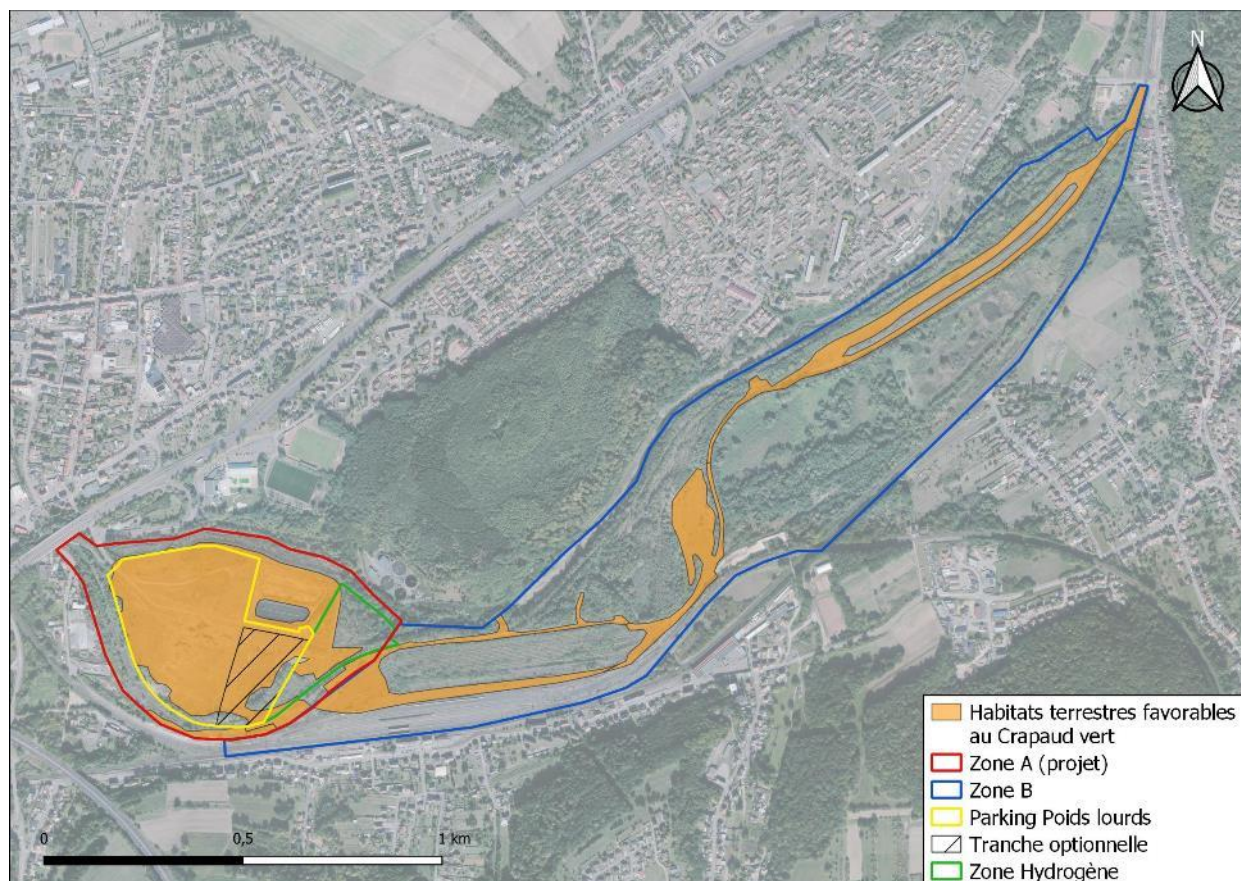 N
Habitats terrestres favorables
au Crapaud vert
Zone A (projet)
Zone B
Parking Poids lourds
Tranche optionnelle
Zone Hydrogène
0 0,5 1 km